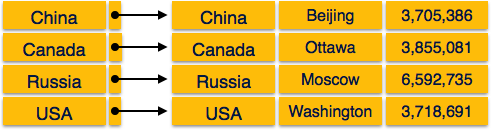 China China Beijing 3,705,386
Canada Canada Ottawa 3,855,081
Russia Russia Moscow 6,592,735
USA USA Washington 3,718,691